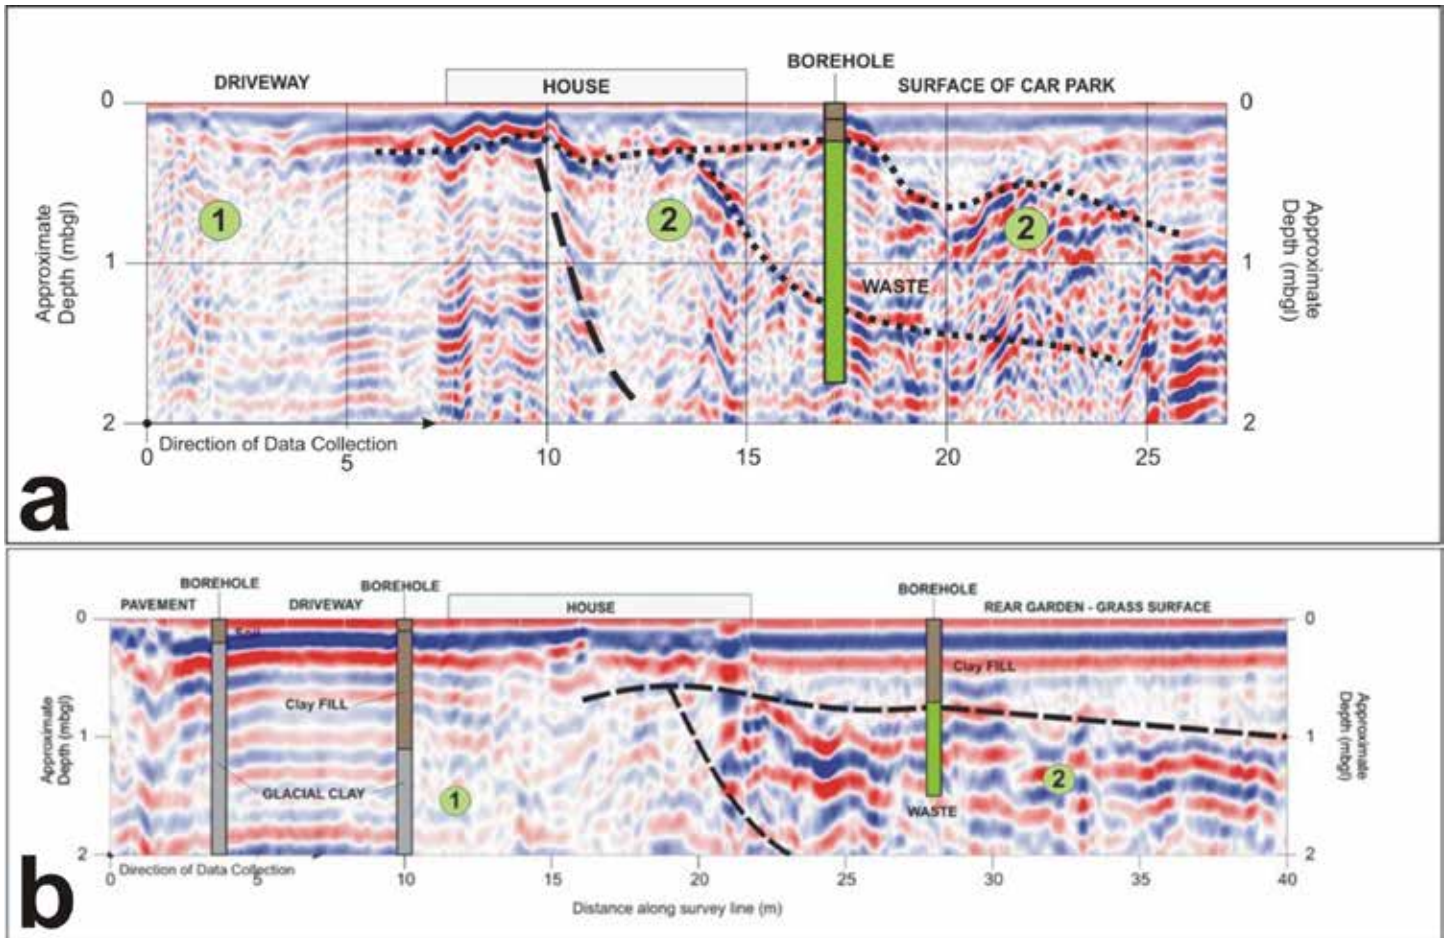 BOREHOLE
DRIVEWAY
HOUSE
SURFACE OF CAR PARK
0
0
Approximate
Depth (mbgl)
1
2
2
1
1
WASTE
Approximate
Depth (mbgl)
2
2
Direction of Data Collection
0
5
10
15
20
25
a
BOREHOLE
BOREHOLE
BOREHOLE
PAVEMENT
DRIVEWAY
HOUSE
REAR GARDEN - GRASS SURFACE
0
0
Clay FILL
Clay FILL
Approximate
Depth (mbgl)
1
1
Approximate
Depth (mbgl)
GLACIAL CLAY
1
2
WASTE
2
2
Direction of Data Collection
0
5
10
15
20
25
30
35
40
Distance along survey line (m)
b